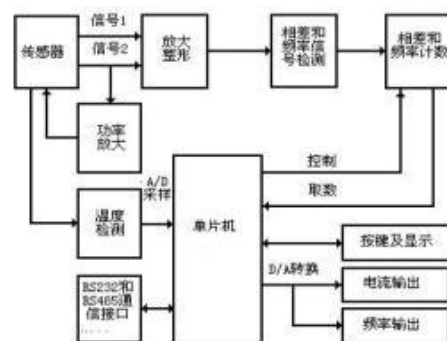 传感器
信号1
信号2
放大
整形
相差和
频率信
号检测
相差和
频率计数
功率
放大
控制
取数
A/D
采样
温度
检测
单片机
按键及显示
D/A转换
电流输出
频率输出
RS232和
RS485通
信接口
....